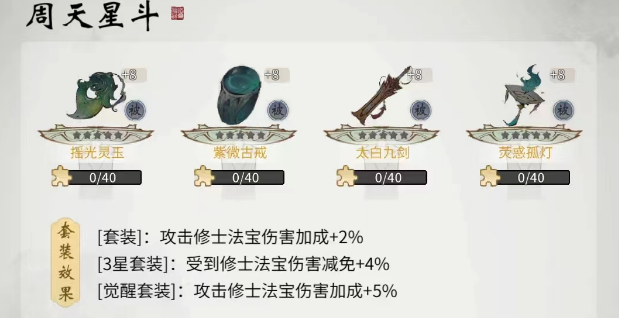 周天星斗
+8 +8 +8 +8
被 被 被 被
摇光灵玉 紫微古戒 太白九剑 荧惑孤灯
0/40 0/40 0/40 0/40
套装效果
[套装]：攻击修士法宝伤害加成+2%
[3星套装]：受到修士法宝伤害减免+4%
[觉醒套装]：攻击修士法宝伤害加成+5%